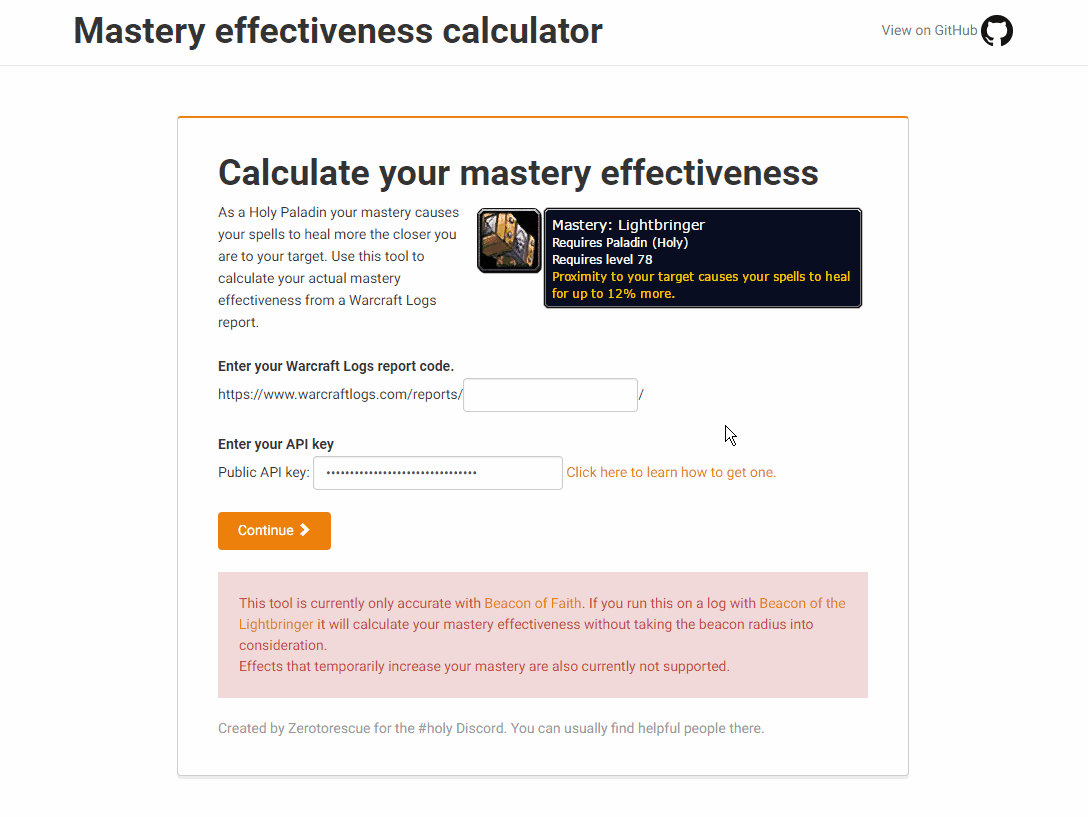 Mastery effectiveness calculator
View on GitHub
Calculate your mastery effectiveness
As a Holy Paladin your mastery causes
your spells to heal more the closer you
are to your target. Use this tool to
calculate your actual mastery
effectiveness from a Warcraft Logs
report.
Mastery: Lightbringer
Requires Paladin (Holy)
Requires level 78
Proximity to your target causes your spells to heal
for up to 12% more.
Enter your Warcraft Logs report code.
https://www.warcraftlogs.com/reports/ /
Enter your API key
Public API key: •••••••••••••••••••••••••••••••• Click here to learn how to get one.
Continue
This tool is currently only accurate with Beacon of Faith. If you run this on a log with Beacon of the
Lightbringer it will calculate your mastery effectiveness without taking the beacon radius into
consideration.
Effects that temporarily increase your mastery are also currently not supported.
Created by Zerotorescue for the #holy Discord. You can usually find helpful people there.